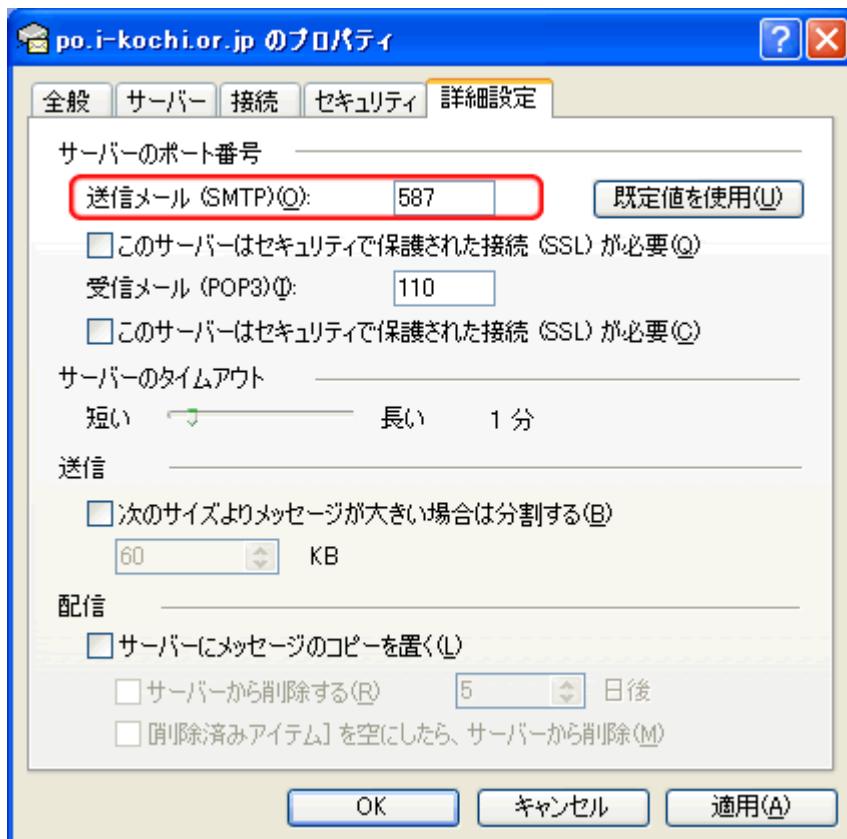 po.i-kochi.or.jp のプロパティ
全般 サーバー 接続 セキュリティ 詳細設定
サーバーのポート番号
送信メール (SMTP)(O): 587 既定値を使用(U)
このサーバーはセキュリティで保護された接続 (SSL) が必要(Q)
受信メール (POP3)(I): 110
このサーバーはセキュリティで保護された接続 (SSL) が必要(C)
サーバーのタイムアウト
短い 長い 1 分
送信
次のサイズよりメッセージが大きい場合は分割する(B)
60 KB
配信
サーバーにメッセージのコピーを置く(L)
サーバーから削除する(R) 5 日後
[削除済みアイテム] を空にしたら、サーバーから削除(M)
OK キャンセル 適用(A)